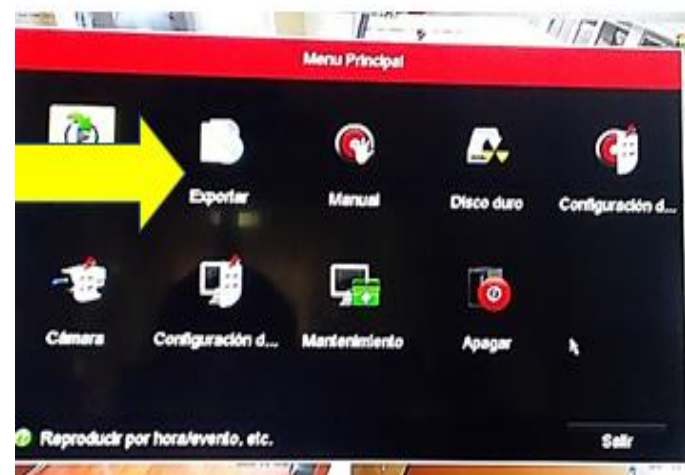 Menu Principal
Exportar
Manual
Disco duro
Configuración d...
Cámara
Configuración d...
Mantenimiento
Apagar
Reproducir por hora/evento, etc.
Salir